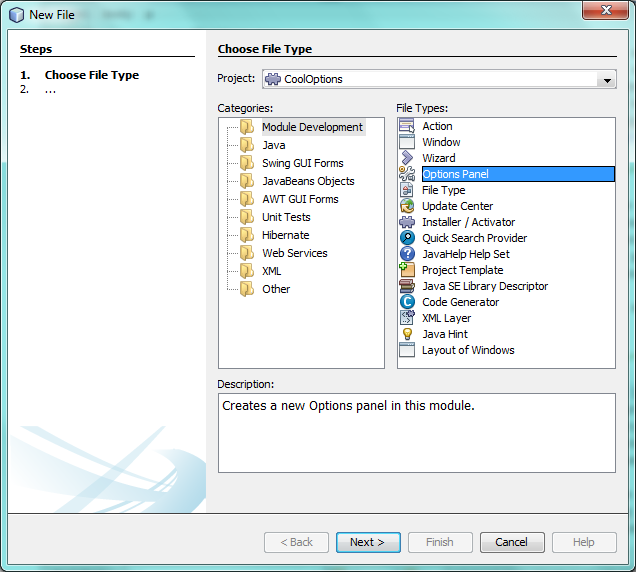 New File
Steps
1. Choose File Type
2. ...
Choose File Type
Project: CoolOptions
Categories:
Module Development
Java
Swing GUI Forms
JavaBeans Objects
AWT GUI Forms
Unit Tests
Hibernate
Web Services
XML
Other
File Types:
Action
Window
Wizard
Options Panel
File Type
Update Center
Installer / Activator
Quick Search Provider
JavaHelp Help Set
Project Template
Java SE Library Descriptor
Code Generator
XML Layer
Java Hint
Layout of Windows
Description:
Creates a new Options panel in this module.
< Back Next > Finish Cancel Help